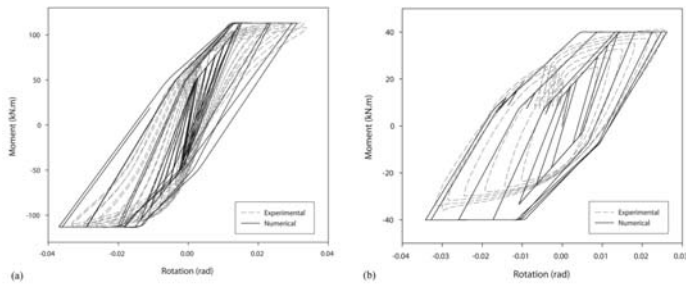 100
50
0
-50
-100
Moment (kN.m)
Experimental
Numerical
-0.04 -0.02 0.00 0.02 0.04
Rotation (rad)
(a)
40
20
0
-20
-40
Moment (kN.m)
Experimental
Numerical
-0.04 -0.03 -0.02 -0.01 0.00 0.01 0.02 0.03
Rotation (rad)
(b)